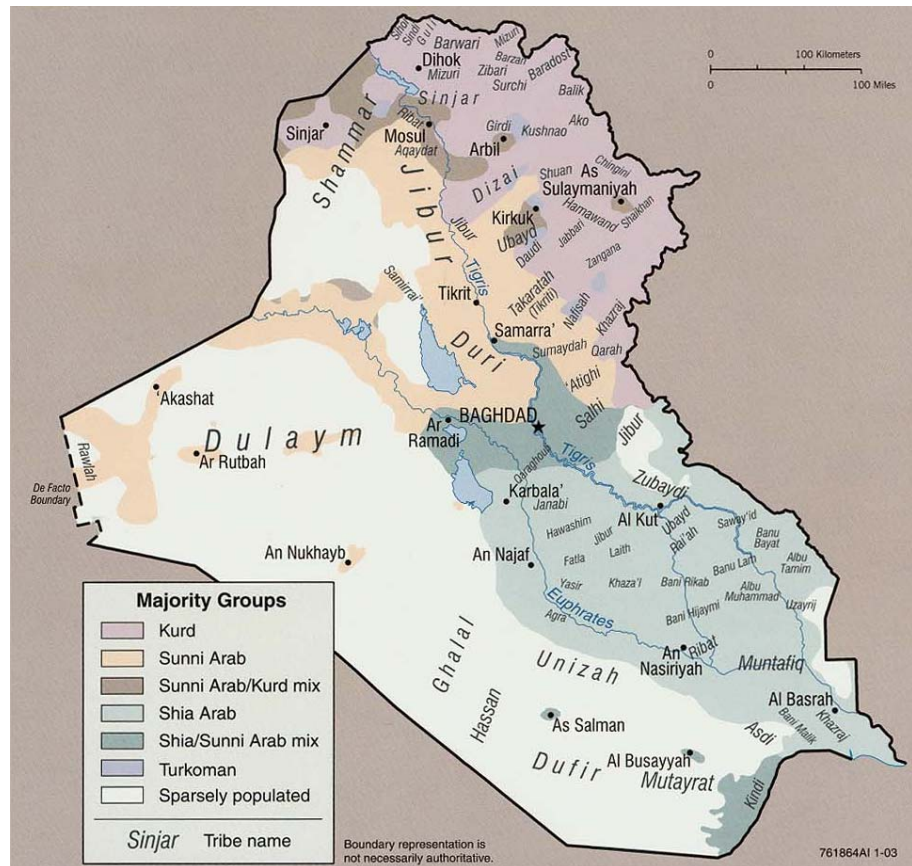 Sihor
Sindi
Guli
Barwari
Mizuri
Barzan
Baradost
Dihok
Mizuri
Zibari
Surchi
Balik
Sinjar
Ako
Ribat
Girdi
Kushnao
Sinjar
Mosul
Aqaydat
Arbil
Shammar
Jibur
Dizai
Shuan
Chingini
As
Sulaymaniyah
Hamawand
Shaikhan
Kirkuk
Ubayd
Jabbari
Daudi
Zangana
Jibur
Tigris
Samirrai'
Tikrit
Takaratah
(Tikriti)
Nafisah
Khazraj
Duri
Samarra'
Sumaydah
Qarah
'Atighi
'Akashat
Salhi
BAGHDAD
Ar
Ramadi
Jibur
Dulaym
Rawlah
Ar Rutbah
De Facto
Boundary
Qaraghous
Tigris
Zubaydi
Karbala'
Janabi
Al Kut
Ubayd
Hawashim
Jibur
Rai'ah
Saway'id
Banu
Bayat
An Nukhayb
An Najaf
Fatla
Laith
Banu Lam
Albu
Tamim
Yasir
Khaza'l
Bani Rikab
Albu
Muhammad
Uzayrij
Euphrates
Agra
Bani Hijaymi
Ghalal
Unizah
An
Nasiriyah
Ribat
Muntafiq
Hassan
As Salman
Al Basrah
Khazraj
Bani Malik
Asdi
Dufir
Al Busayyah
Mutayrat
Kindi
0 100 Kilometers
0 100 Miles
Majority Groups
Kurd
Sunni Arab
Sunni Arab/Kurd mix
Shia Arab
Shia/Sunni Arab mix
Turkoman
Sparsely populated
Sinjar Tribe name
Boundary representation is
not necessarily authoritative.
761864AI 1-03